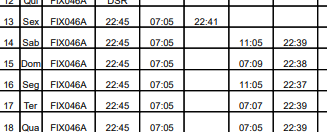 12 Qui FIX046A DSR
13 Sex FIX046A 22:45 07:05 22:41
14 Sab FIX046A 22:45 07:05 11:05 22:39
15 Dom FIX046A 22:45 07:05 07:09 22:38
16 Seg FIX046A 22:45 07:05 11:05 22:37
17 Ter FIX046A 22:45 07:05 07:07 22:39
18 Qua FIX046A 22:45 07:05 07:05 22:39